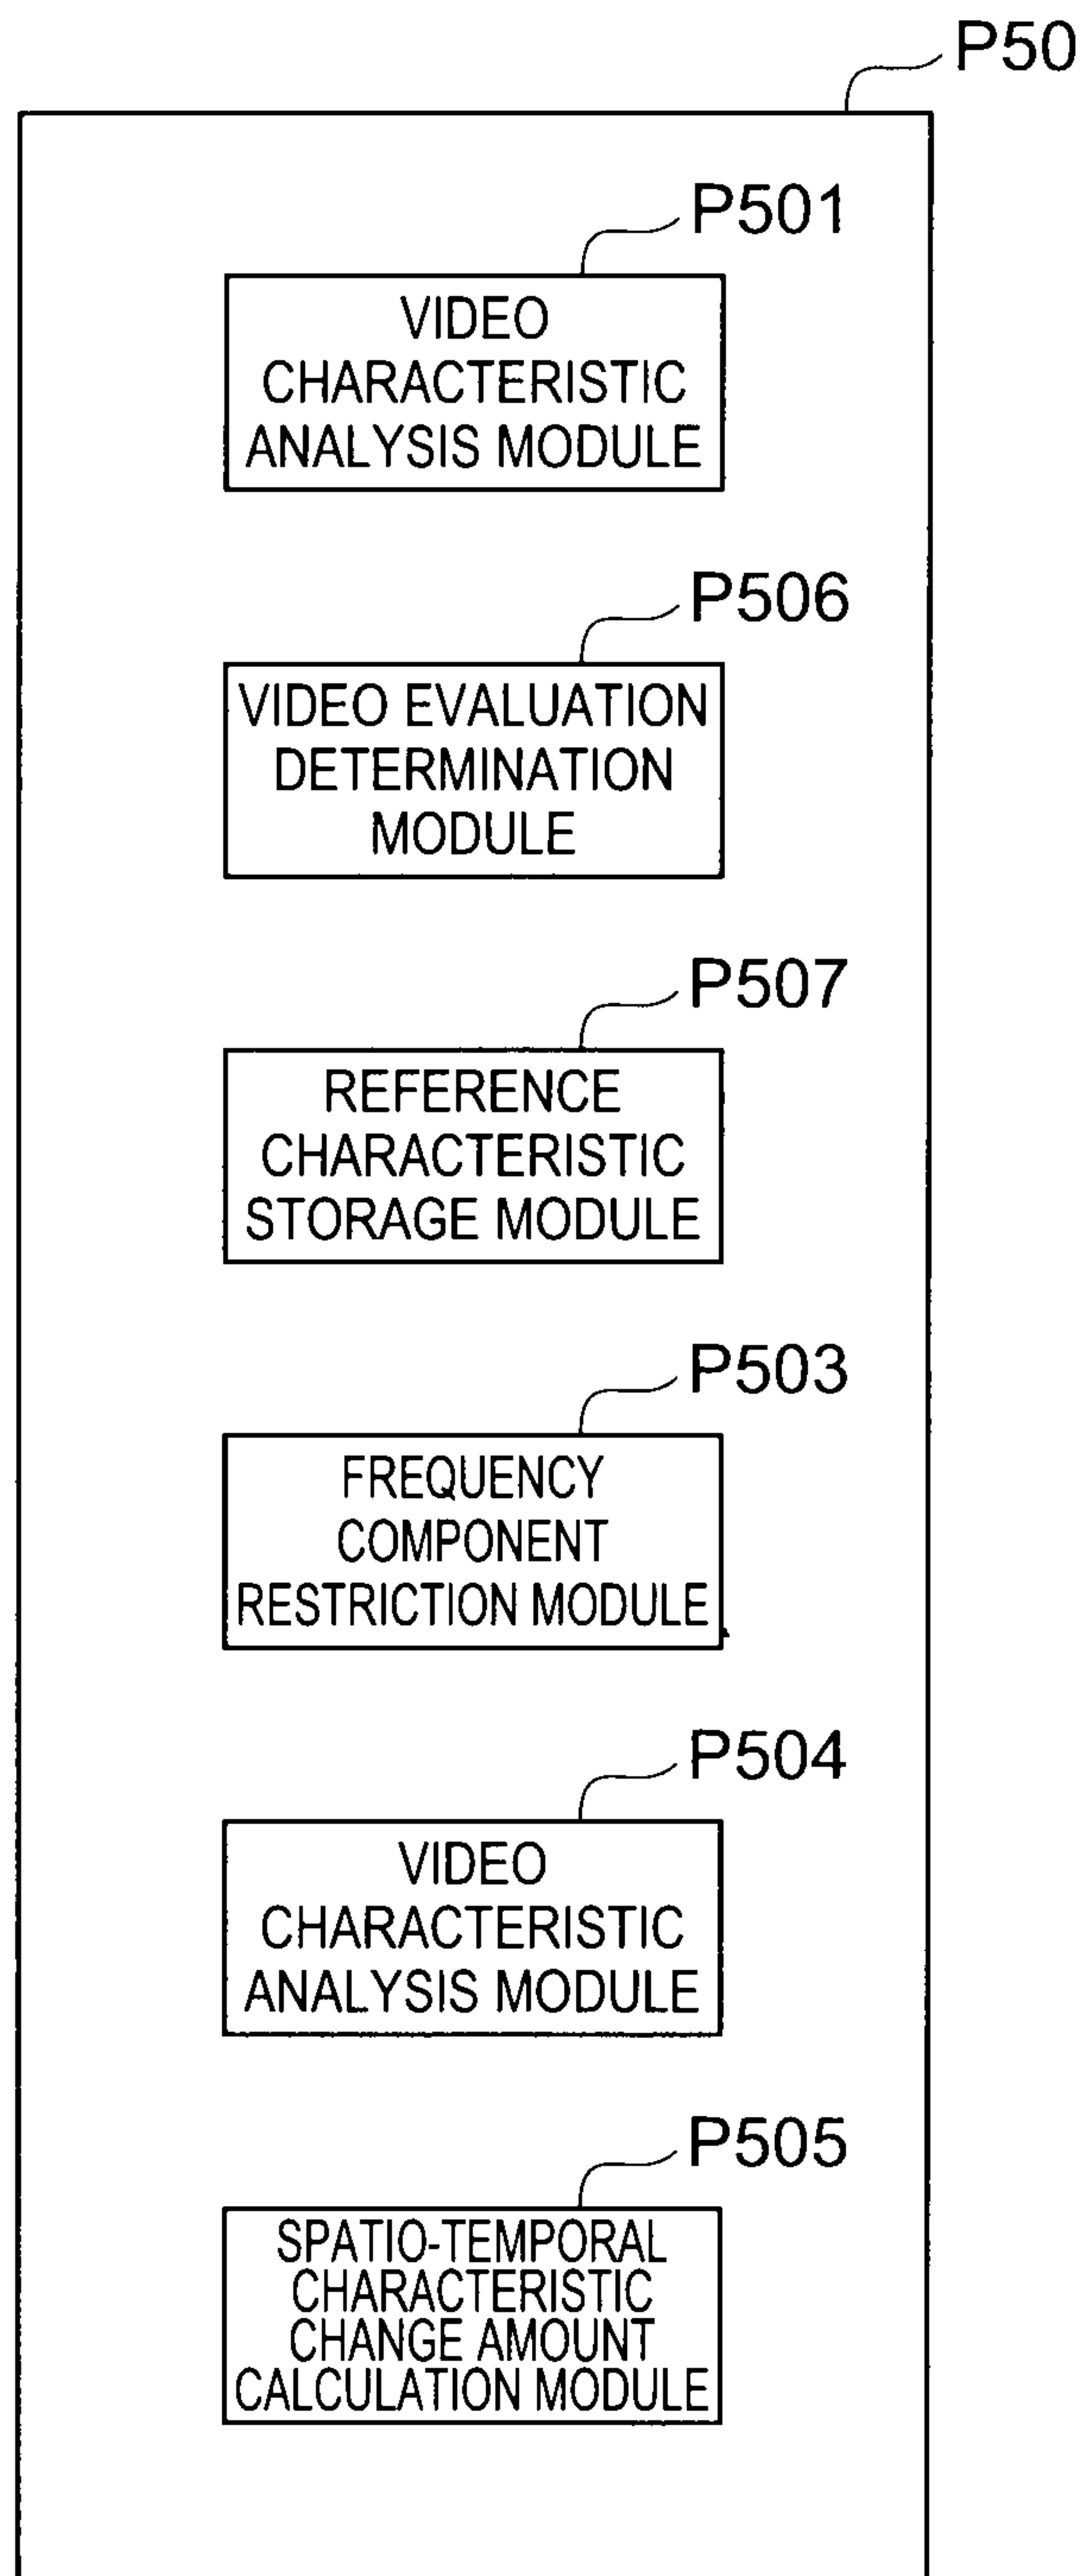 P50
P501
VIDEO
CHARACTERISTIC
ANALYSIS MODULE
P506
VIDEO EVALUATION
DETERMINATION
MODULE
P507
REFERENCE
CHARACTERISTIC
STORAGE MODULE
P503
FREQUENCY
COMPONENT
RESTRICTION MODULE
P504
VIDEO
CHARACTERISTIC
ANALYSIS MODULE
P505
SPATIO-TEMPORAL
CHARACTERISTIC
CHANGE AMOUNT
CALCULATION MODULE